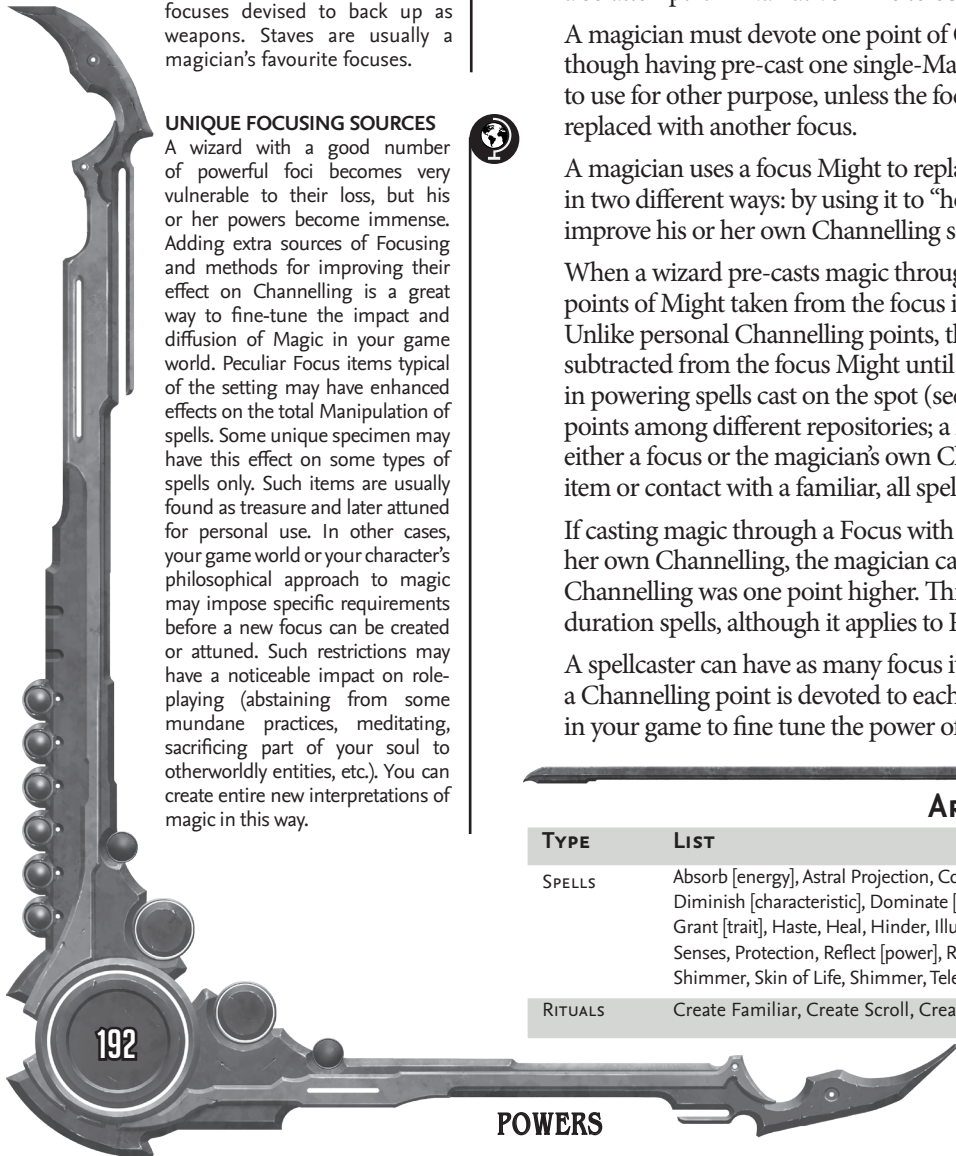 focuses devised to back up as
weapons. Staves are usually a
magician's favourite focuses.
UNIQUE FOCUSING SOURCES
A wizard with a good number
of powerful foci becomes very
vulnerable to their loss, but his
or her powers become immense.
Adding extra sources of Focusing
and methods for improving their
effect on Channelling is a great
way to fine-tune the impact and
diffusion of Magic in your game
world. Peculiar Focus items typical
of the setting may have enhanced
effects on the total Manipulation of
spells. Some unique specimen may
have this effect on some types of
spells only. Such items are usually
found as treasure and later attuned
for personal use. In other cases,
your game world or your character's
philosophical approach to magic
may impose specific requirements
before a new focus can be created
or attuned. Such restrictions may
have a noticeable impact on role-
playing (abstaining from some
mundane practices, meditating,
sacrificing part of your soul to
otherworldly entities, etc.). You can
create entire new interpretations of
magic in this way.
A magician must devote one point of
though having pre-cast one single-Ma
to use for other purpose, unless the foc
replaced with another focus.
A magician uses a focus Might to repla
in two different ways: by using it to “ho
improve his or her own Channelling s
When a wizard pre-casts magic throug
points of Might taken from the focus i
Unlike personal Channelling points, th
subtracted from the focus Might until
in powering spells cast on the spot (see
points among different repositories; a
either a focus or the magician's own Ch
item or contact with a familiar, all spel
If casting magic through a Focus with
her own Channelling, the magician ca
Channelling was one point higher. Thi
duration spells, although it applies to
A spellcaster can have as many focus it
a Channelling point is devoted to each
in your game to fine tune the power of
TYPE LIST
SPELLS Absorb [energy], Astral Projection, Co
Diminish [characteristic], Dominate [
Grant [trait], Haste, Heal, Hinder, Illu
Senses, Protection, Reflect [power], R
Shimmer, Skin of Life, Shimmer, Tele
RITUALS Create Familiar, Create Scroll, Crea
192
POWERS